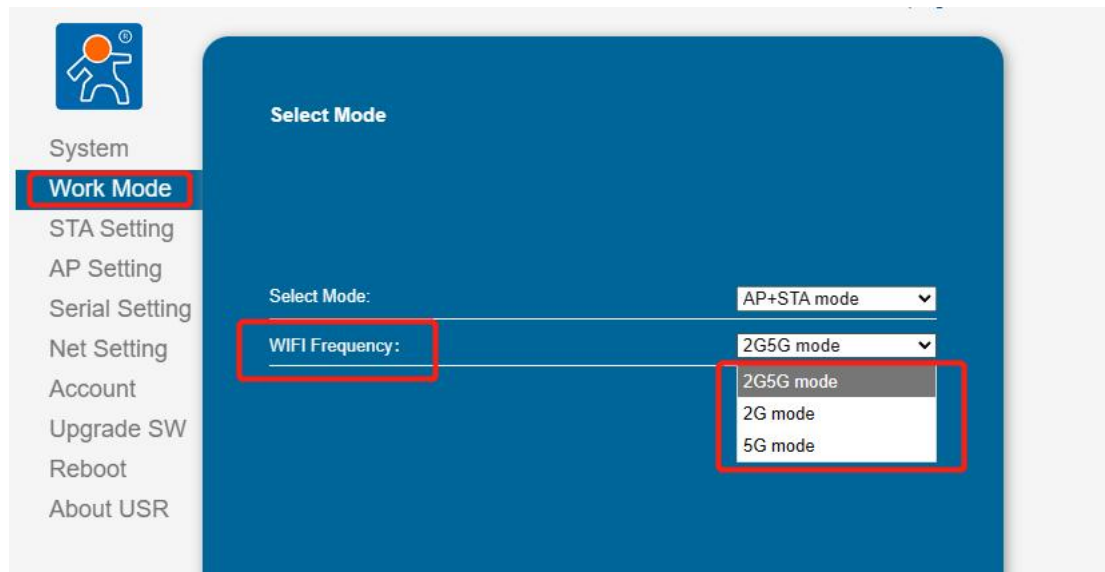 System
Work Mode
STA Setting
AP Setting
Serial Setting
Net Setting
Account
Upgrade SW
Reboot
About USR
Select Mode
Select Mode: AP+STA mode
WIFI Frequency: 2G5G mode
2G5G mode
2G mode
5G mode